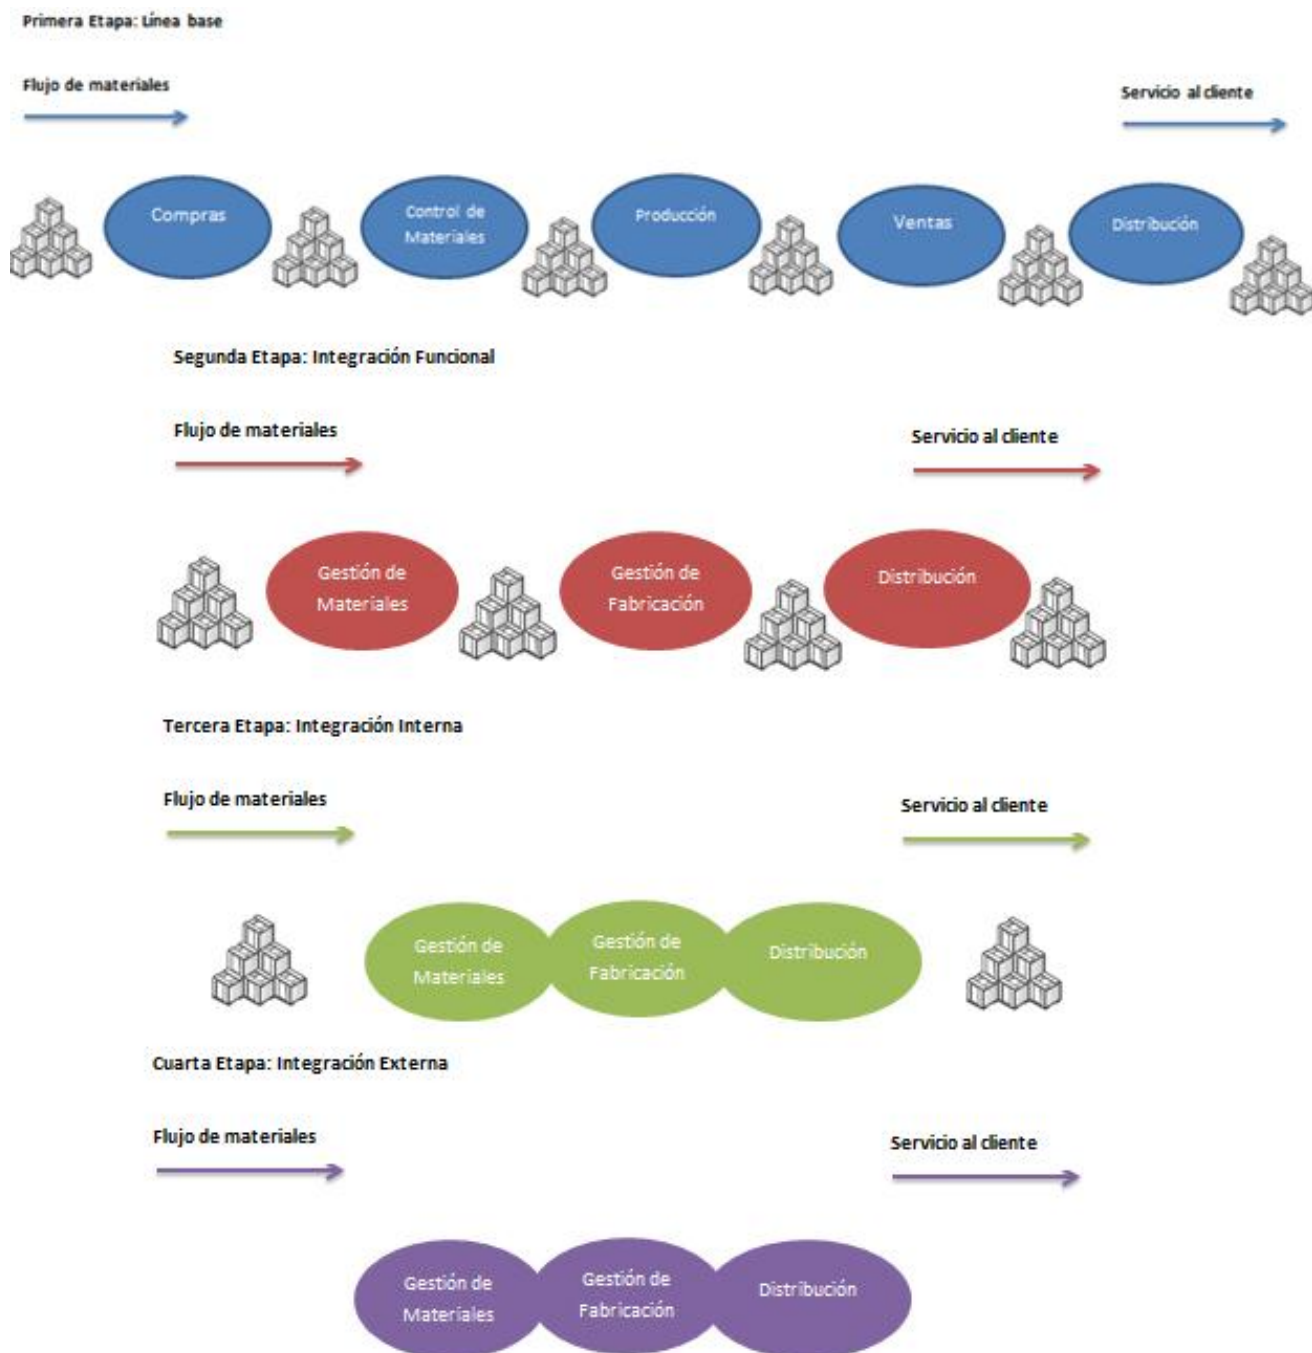 Primera Etapa: Línea base
Flujo de materiales
Servicio al cliente
Compras
Control de
Materiales
Producción
Ventas
Distribución
Segunda Etapa: Integración Funcional
Flujo de materiales
Servicio al cliente
Gestión de
Materiales
Gestión de
Fabricación
Distribución
Tercera Etapa: Integración Interna
Flujo de materiales
Servicio al cliente
Gestión de
Materiales
Gestión de
Fabricación
Distribución
Cuarta Etapa: Integración Externa
Flujo de materiales
Servicio al cliente
Gestión de
Materiales
Gestión de
Fabricación
Distribución